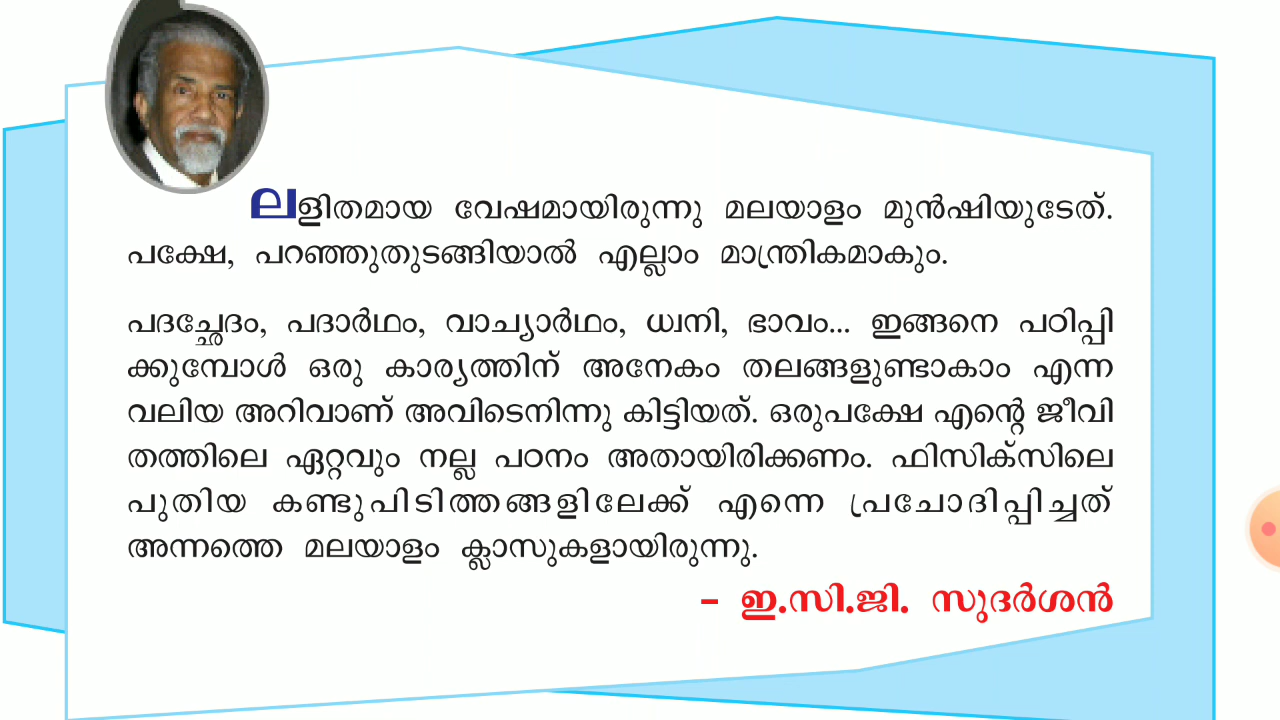 ലളിതമായ വേഷമായിരുന്നു മലയാളം മുൻഷിയുടേത്.
പക്ഷേ, പറഞ്ഞുതുടങ്ങിയാൽ എല്ലാം മാന്ത്രികമാകും.
പദച്ഛേദം, പദാർഥം, വാച്യാർഥം, ധ്വനി, ഭാവം... ഇങ്ങനെ പഠിപ്പി
ക്കുമ്പോൾ ഒരു കാര്യത്തിന് അനേകം തലങ്ങളുണ്ടാകാം എന്ന
വലിയ അറിവാണ് അവിടെനിന്നു കിട്ടിയത്. ഒരുപക്ഷേ എന്റെ ജീവി
തത്തിലെ ഏറ്റവും നല്ല പഠനം അതായിരിക്കണം. ഫിസിക്സിലെ
പുതിയ കണ്ടുപിടിത്തങ്ങളിലേക്ക് എന്നെ പ്രചോദിപ്പിച്ചത്
അന്നത്തെ മലയാളം ക്ലാസുകളായിരുന്നു.
– ഇ.സി.ജി. സുദർശൻ